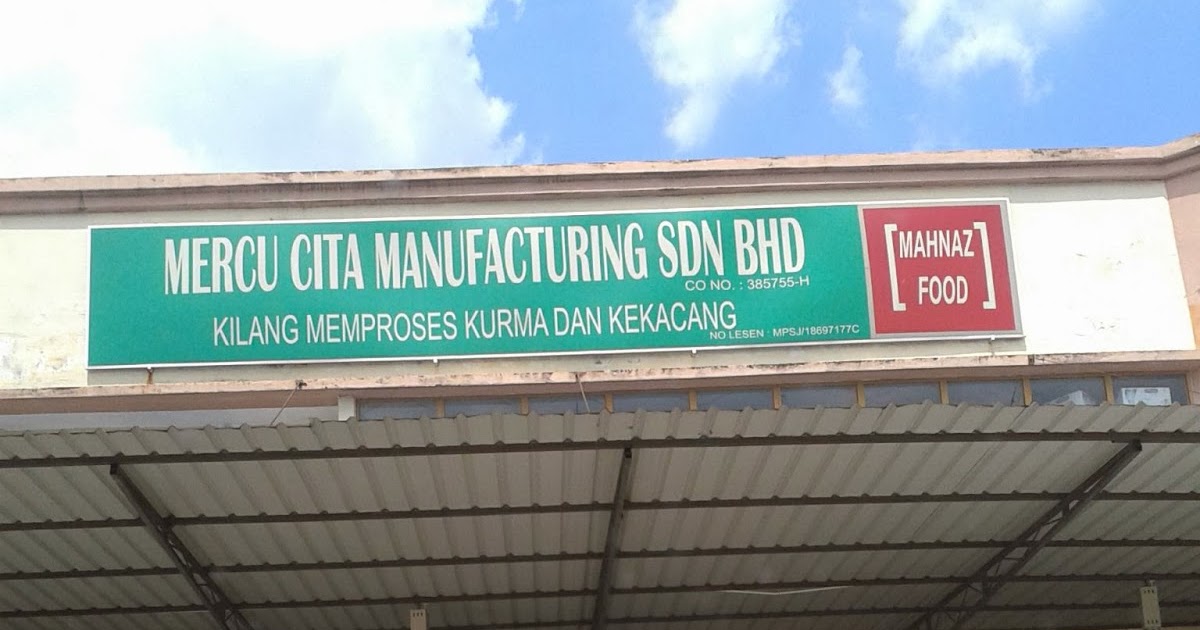 MERCU CITA MANUFACTURING SDN BHD
CO NO. : 385755-H
KILANG MEMPROSES KURMA DAN KEKACANG
NO LESEN : MPSJ/18697177C
[MAHNAZ
FOOD]